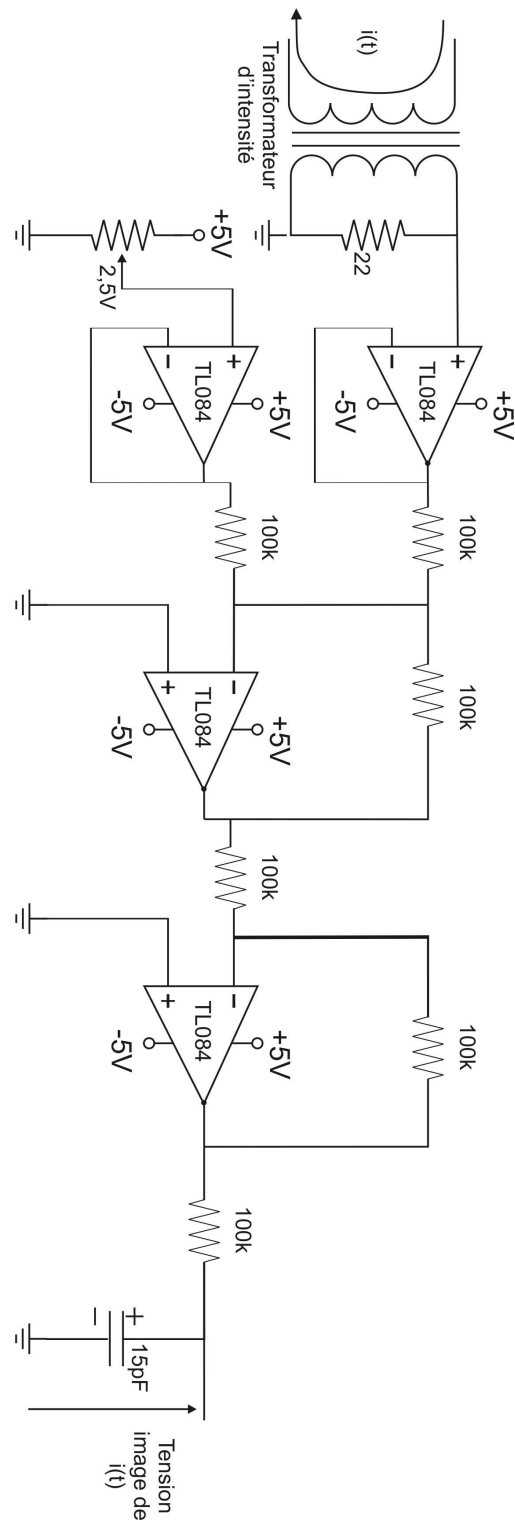 i(t)
Transformateur
d'intensité
22
+5V
TL084
-5V
100k
100k
+5V
2,5V
+5V
TL084
-5V
100k
+5V
TL084
-5V
100k
100k
+5V
TL084
-5V
100k
15pF
Tension
image de
i(t)